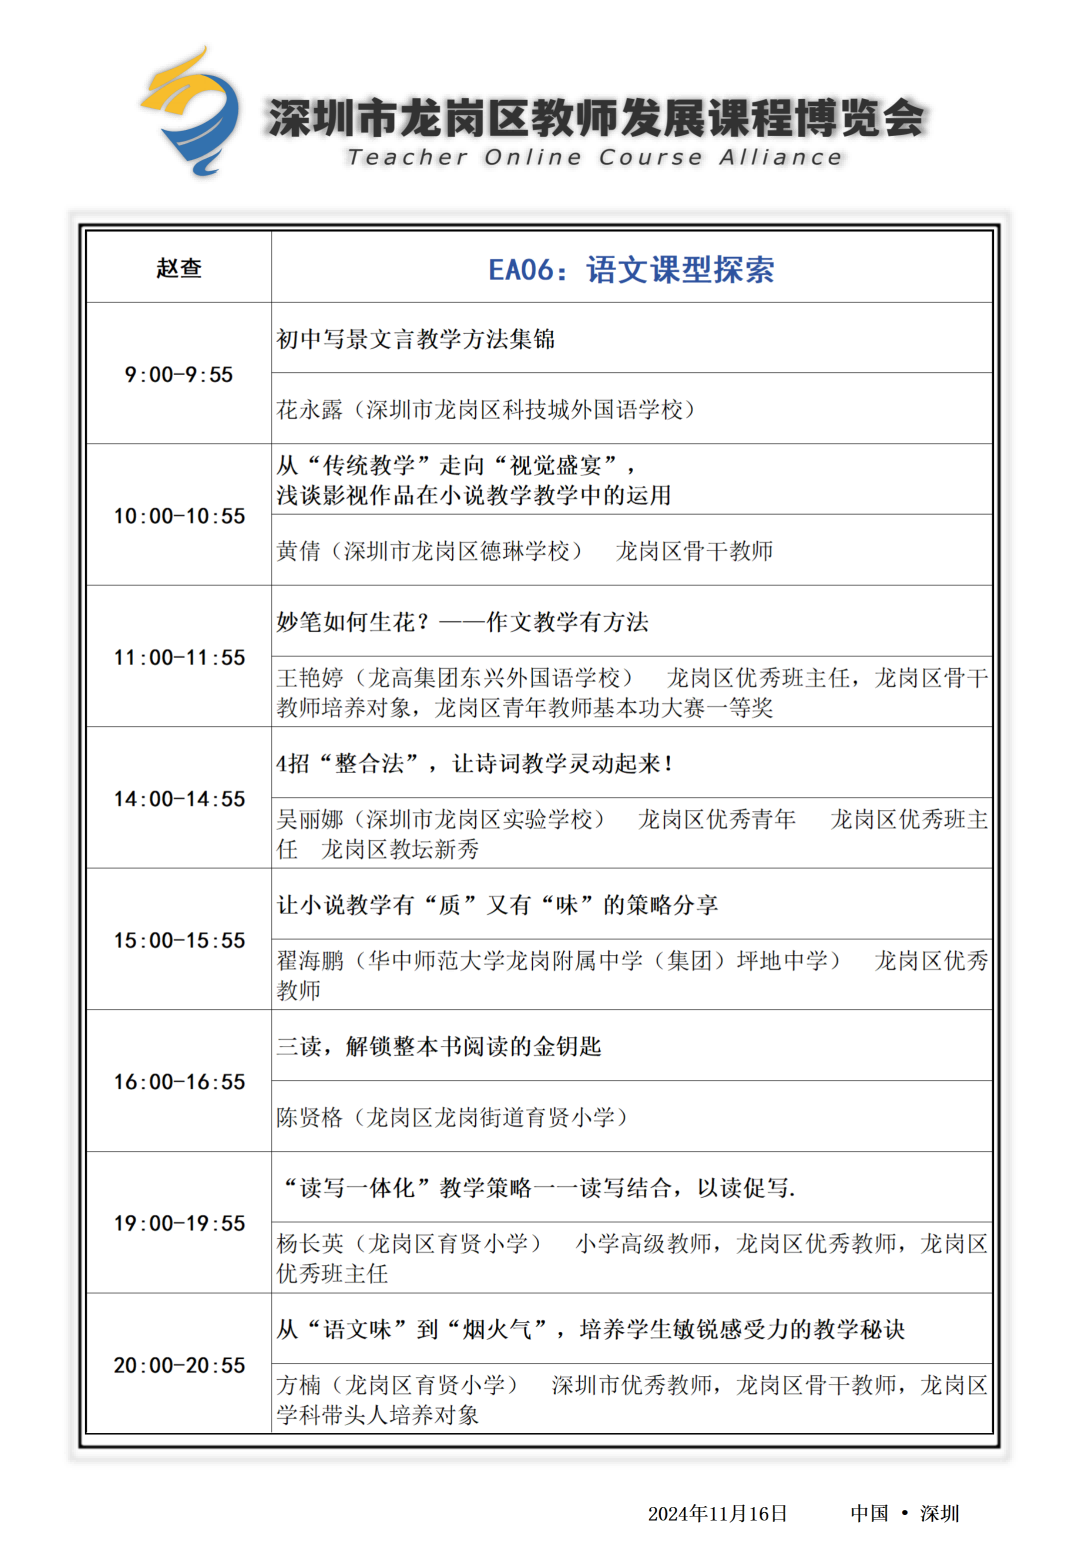 深圳市龙岗区教师发展课程博览会
Teacher Online Course Alliance
赵查
EA06：语文课型探索
9:00-9:55
初中写景文言教学方法集锦
花永露（深圳市龙岗区科技城外国语学校）
10:00-10:55
从“传统教学”走向“视觉盛宴”，
浅谈影视作品在小说教学教学中的运用
黄倩（深圳市龙岗区德琳学校） 龙岗区骨干教师
11:00-11:55
妙笔如何生花？——作文教学有方法
王艳婷（龙高集团东兴外国语学校） 龙岗区优秀班主任，龙岗区骨干
教师培养对象，龙岗区青年教师基本功大赛一等奖
14:00-14:55
4招“整合法”，让诗词教学灵动起来！
吴丽娜（深圳市龙岗区实验学校） 龙岗区优秀青年 龙岗区优秀班主
任 龙岗区教坛新秀
15:00-15:55
让小说教学有“质”又有“味”的策略分享
翟海鹏（华中师范大学龙岗附属中学（集团）坪地中学） 龙岗区优秀
教师
16:00-16:55
三读，解锁整本书阅读的金钥匙
陈贤格（龙岗区龙岗街道育贤小学）
19:00-19:55
“读写一体化”教学策略一一读写结合，以读促写.
杨长英（龙岗区育贤小学） 小学高级教师，龙岗区优秀教师，龙岗区
优秀班主任
20:00-20:55
从“语文味”到“烟火气”，培养学生敏锐感受力的教学秘诀
方楠（龙岗区育贤小学） 深圳市优秀教师，龙岗区骨干教师，龙岗区
学科带头人培养对象
2024年11月16日 中国 • 深圳